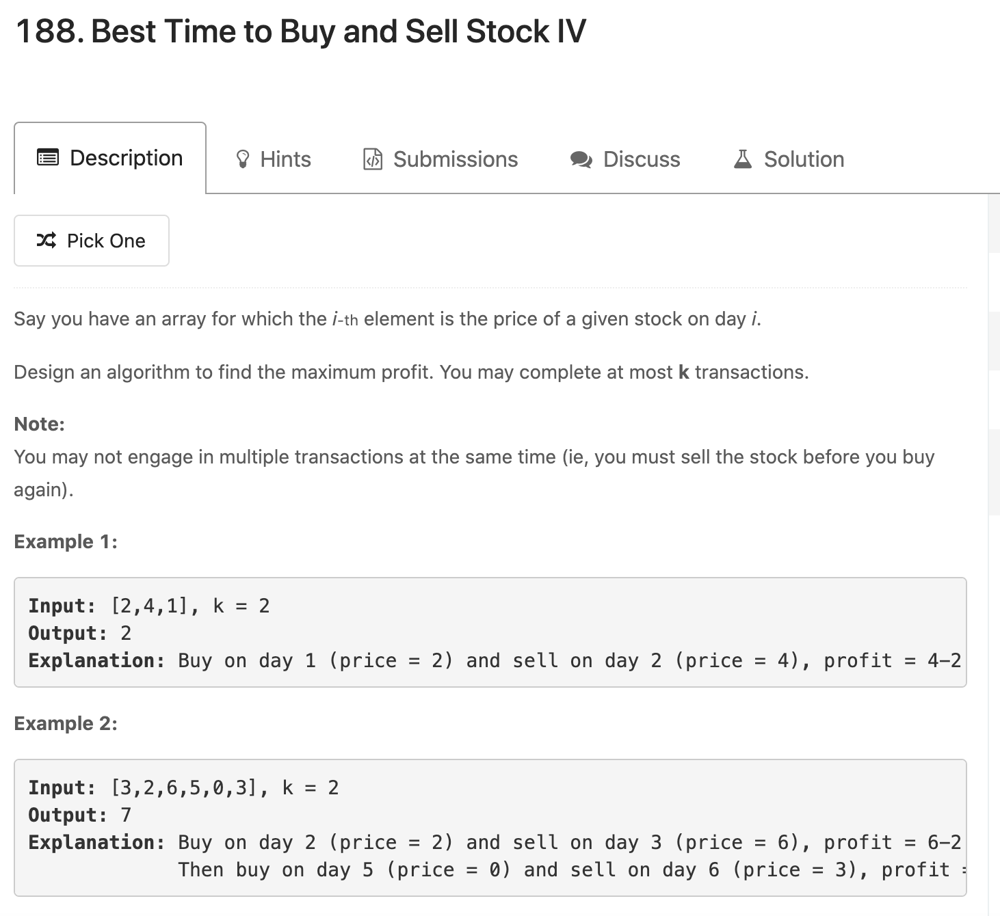 188. Best Time to Buy and Sell Stock IV
Description Hints Submissions Discuss Solution
Pick One
Say you have an array for which the i-th element is the price of a given stock on day i.
Design an algorithm to find the maximum profit. You may complete at most k transactions.
Note:
You may not engage in multiple transactions at the same time (ie, you must sell the stock before you buy
again).
Example 1:
Input: [2,4,1], k = 2
Output: 2
Explanation: Buy on day 1 (price = 2) and sell on day 2 (price = 4), profit = 4-2
Example 2:
Input: [3,2,6,5,0,3], k = 2
Output: 7
Explanation: Buy on day 2 (price = 2) and sell on day 3 (price = 6), profit = 6-2
Then buy on day 5 (price = 0) and sell on day 6 (price = 3), profit =